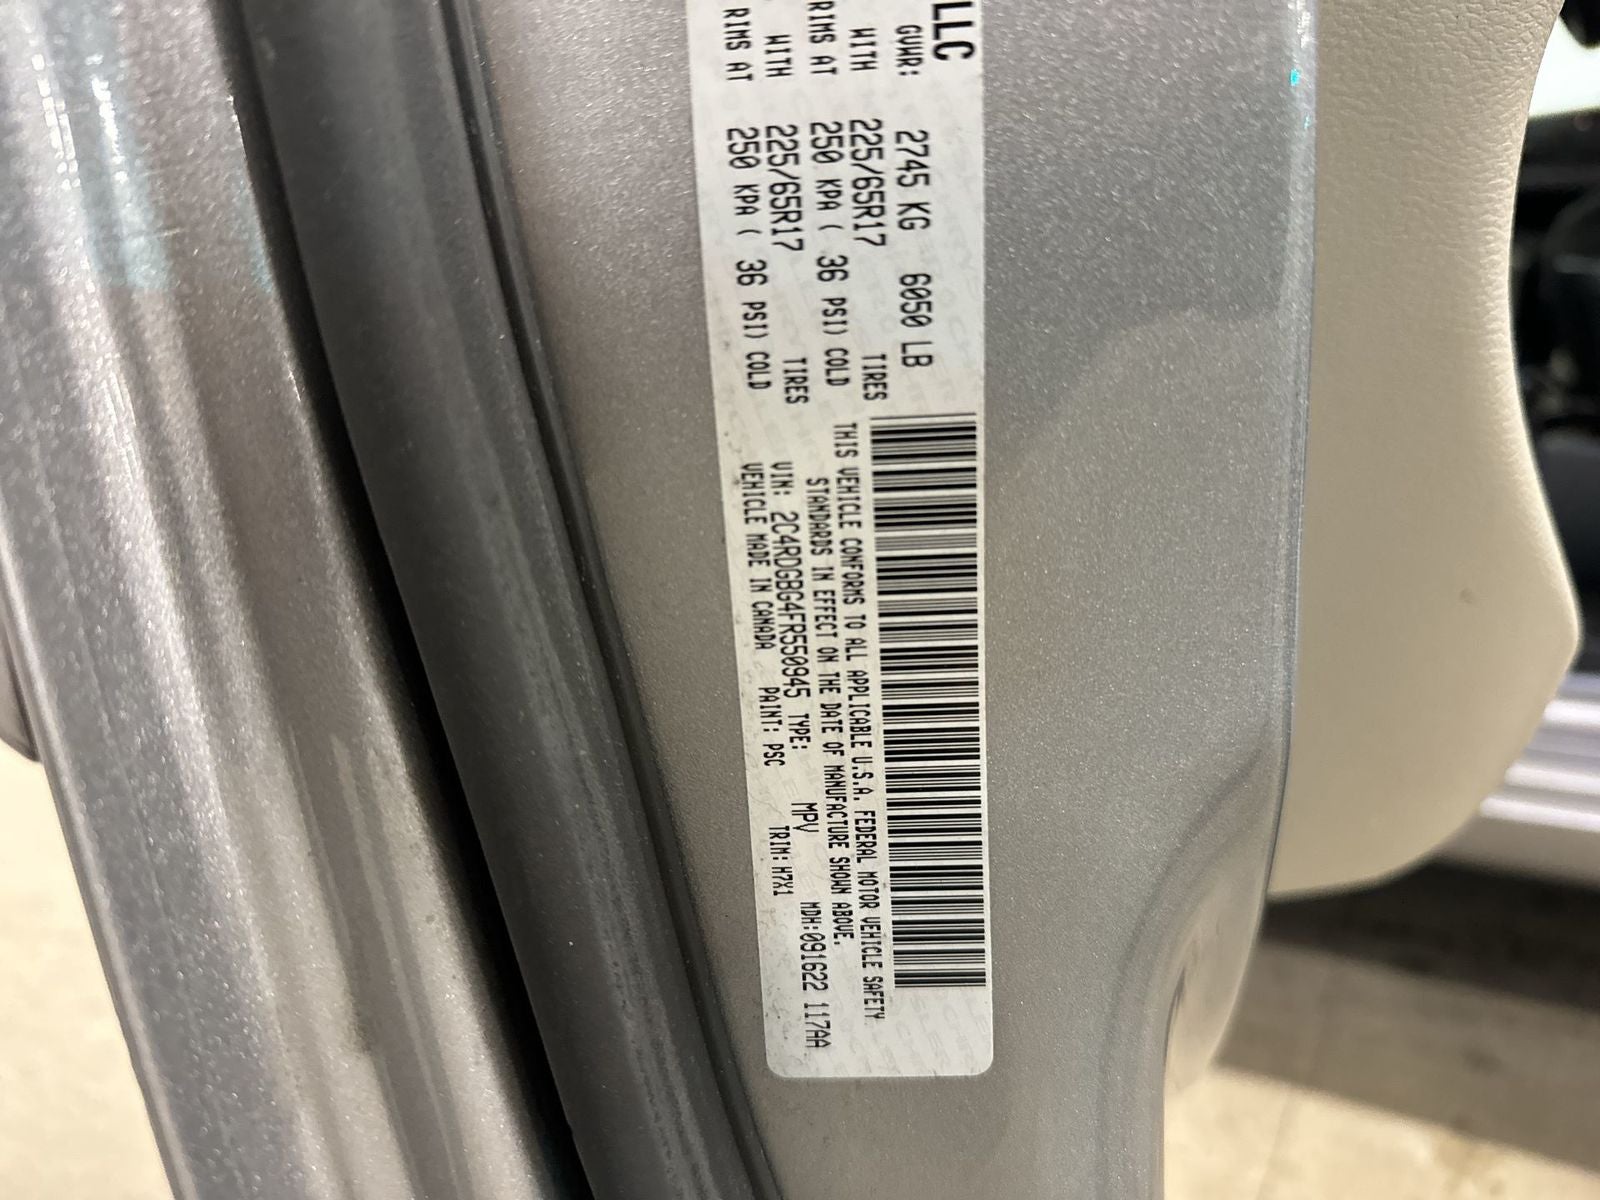 LLC
GVWR: 2745 KG 6050 LB
WITH 225/65R17 TIRES
RIMS AT 250 KPA ( 36 PSI) COLD
WITH 225/65R17 TIRES
RIMS AT 250 KPA ( 36 PSI) COLD
THIS VEHICLE CONFORMS TO ALL APPLICABLE U.S.A. FEDERAL MOTOR VEHICLE SAFETY
STANDARDS IN EFFECT ON THE DATE OF MANUFACTURE SHOWN ABOVE.
VIN: 2C4RDGBG4FR550945 TYPE: MPV MDH:091622 117AA
VEHICLE MADE IN CANADA PAINT: PSC TRIM:H7X1